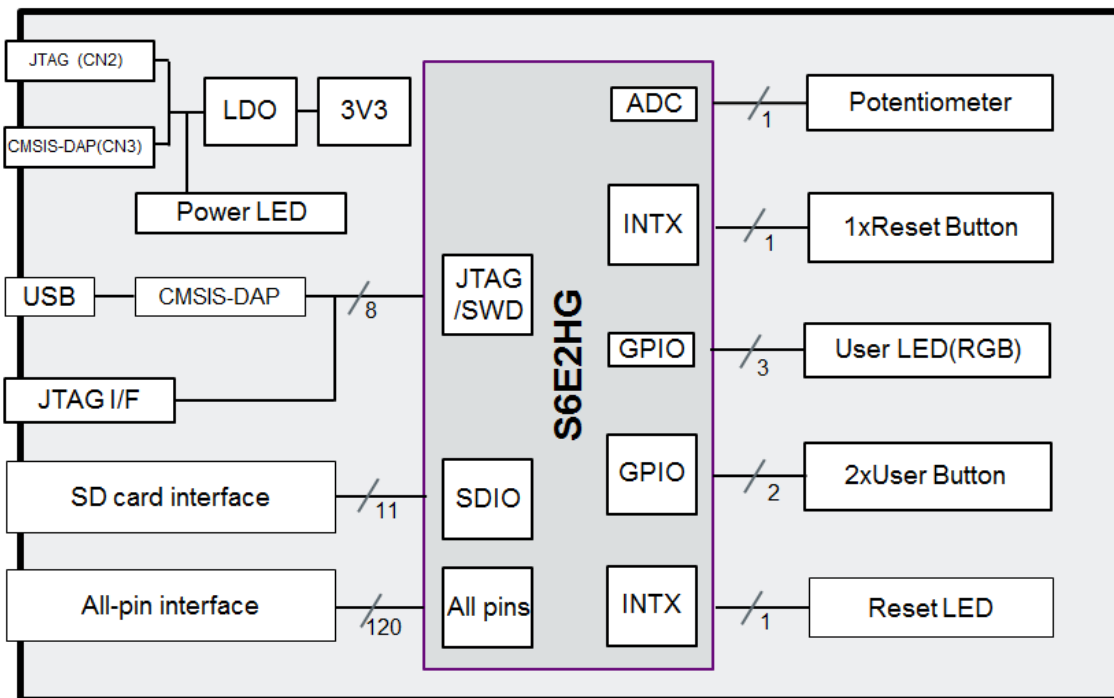 JTAG (CN2)
CMSIS-DAP(CN3)
LDO
3V3
Power LED
USB
CMSIS-DAP
8
JTAG I/F
SD card interface
11
All-pin interface
120
JTAG
/SWD
SDIO
All pins
S6E2HG
ADC
1
Potentiometer
INTX
1
1xReset Button
GPIO
3
User LED(RGB)
GPIO
2
2xUser Button
INTX
1
Reset LED